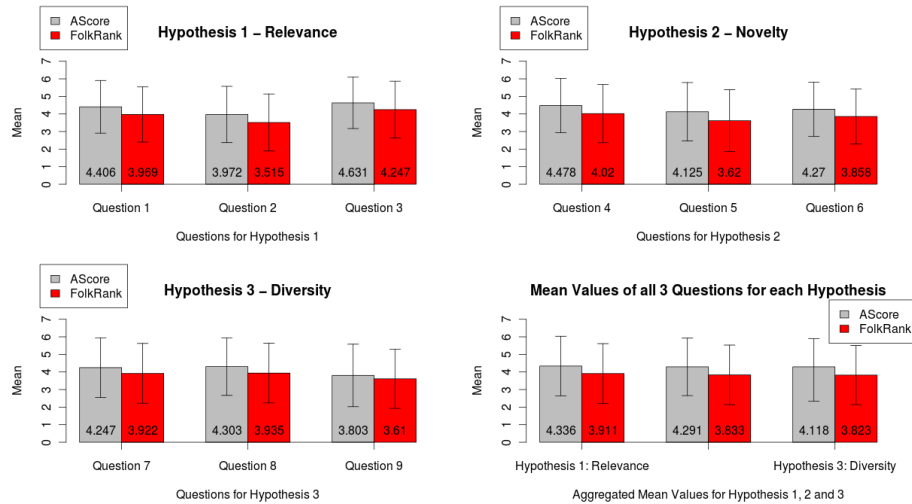 AScore
FolkRank
Hypothesis 1 – Relevance
Mean
7
6
5
4
3
2
1
0
4.406 3.969 3.972 3.515 4.631 4.247
Question 1 Question 2 Question 3
Questions for Hypothesis 1
AScore
FolkRank
Hypothesis 2 – Novelty
Mean
7
6
5
4
3
2
1
0
4.478 4.02 4.125 3.62 4.27 3.858
Question 4 Question 5 Question 6
Questions for Hypothesis 2
AScore
FolkRank
Hypothesis 3 – Diversity
Mean
7
6
5
4
3
2
1
0
4.247 3.922 4.303 3.935 3.803 3.61
Question 7 Question 8 Question 9
Questions for Hypothesis 3
Mean Values of all 3 Questions for each Hypothesis
AScore
FolkRank
Mean
7
6
5
4
3
2
1
0
4.336 3.911 4.291 3.833 4.118 3.823
Hypothesis 1: Relevance Hypothesis 3: Diversity
Aggregated Mean Values for Hypothesis 1, 2 and 3